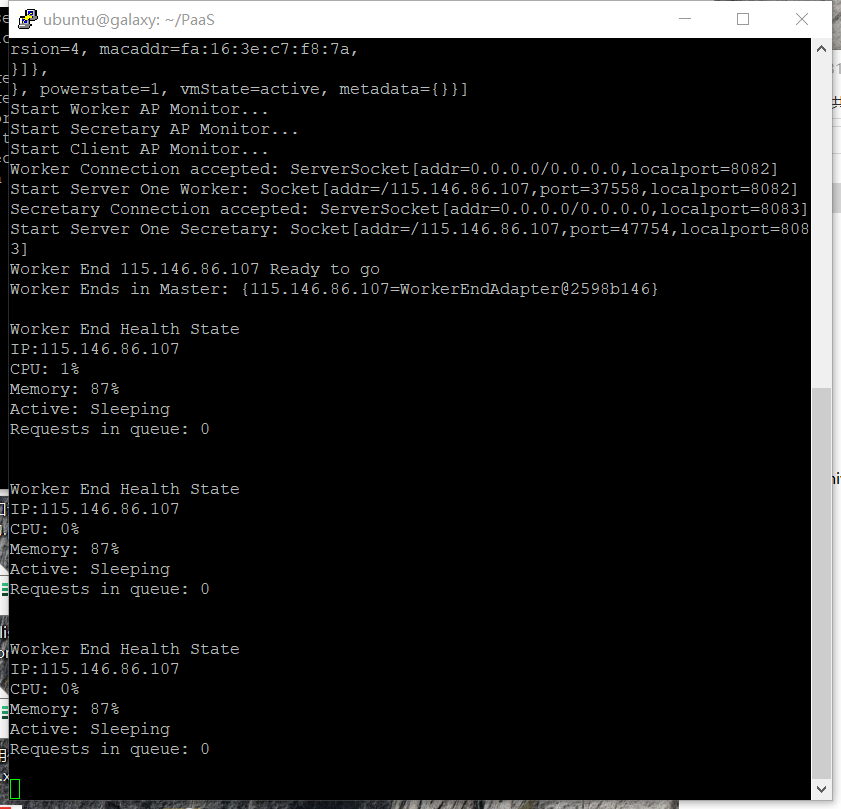 ubuntu@galaxy: ~/PaaS
rsion=4, macaddr=fa:16:3e:c7:f8:7a,
}]},
}, powerstate=1, vmState=active, metadata={}}]
Start Worker AP Monitor...
Start Secretary AP Monitor...
Start Client AP Monitor...
Worker Connection accepted: ServerSocket[addr=0.0.0.0/0.0.0.0,localport=8082]
Start Server One Worker: Socket[addr=/115.146.86.107,port=37558,localport=8082]
Secretary Connection accepted: ServerSocket[addr=0.0.0.0/0.0.0.0,localport=8083]
Start Server One Secretary: Socket[addr=/115.146.86.107,port=47754,localport=808
3]
Worker End 115.146.86.107 Ready to go
Worker Ends in Master: {115.146.86.107=WorkerEndAdapter@2598b146}
Worker End Health State
IP:115.146.86.107
CPU: 1%
Memory: 87%
Active: Sleeping
Requests in queue: 0
Worker End Health State
IP:115.146.86.107
CPU: 0%
Memory: 87%
Active: Sleeping
Requests in queue: 0
Worker End Health State
IP:115.146.86.107
CPU: 0%
Memory: 87%
Active: Sleeping
Requests in queue: 0